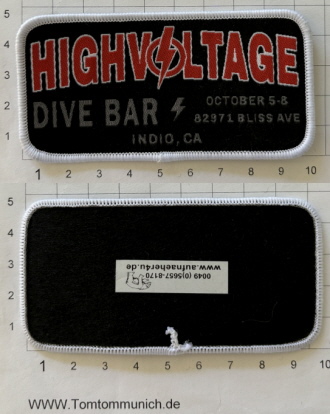 5
4
3
2
1
HIGHVOLTAGE
DIVE BAR
OCTOBER 5-8
82971 BLISS AVE
INDIO, CA
1 2 3 4 5 6 7 8 9 10
5
4
3
2
1
www.aufnaeher4u.de
0049 (0)5657-8170
1 2 3 4 5 6 7 8 9 10
WWW.Tomtommunich.de